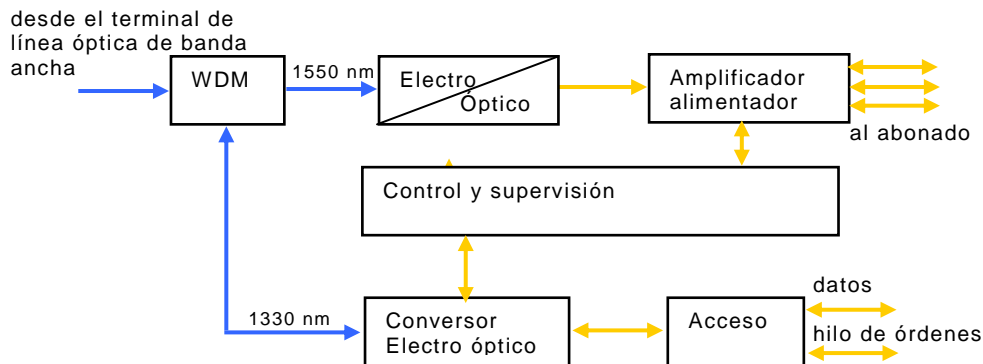 desde el terminal de
línea óptica de banda
ancha
WDM
1550 nm
Electro
Óptico
Amplificador
alimentador
al abonado
Control y supervisión
1330 nm
Conversor
Electro óptico
Acceso
datos
hilo de órdenes